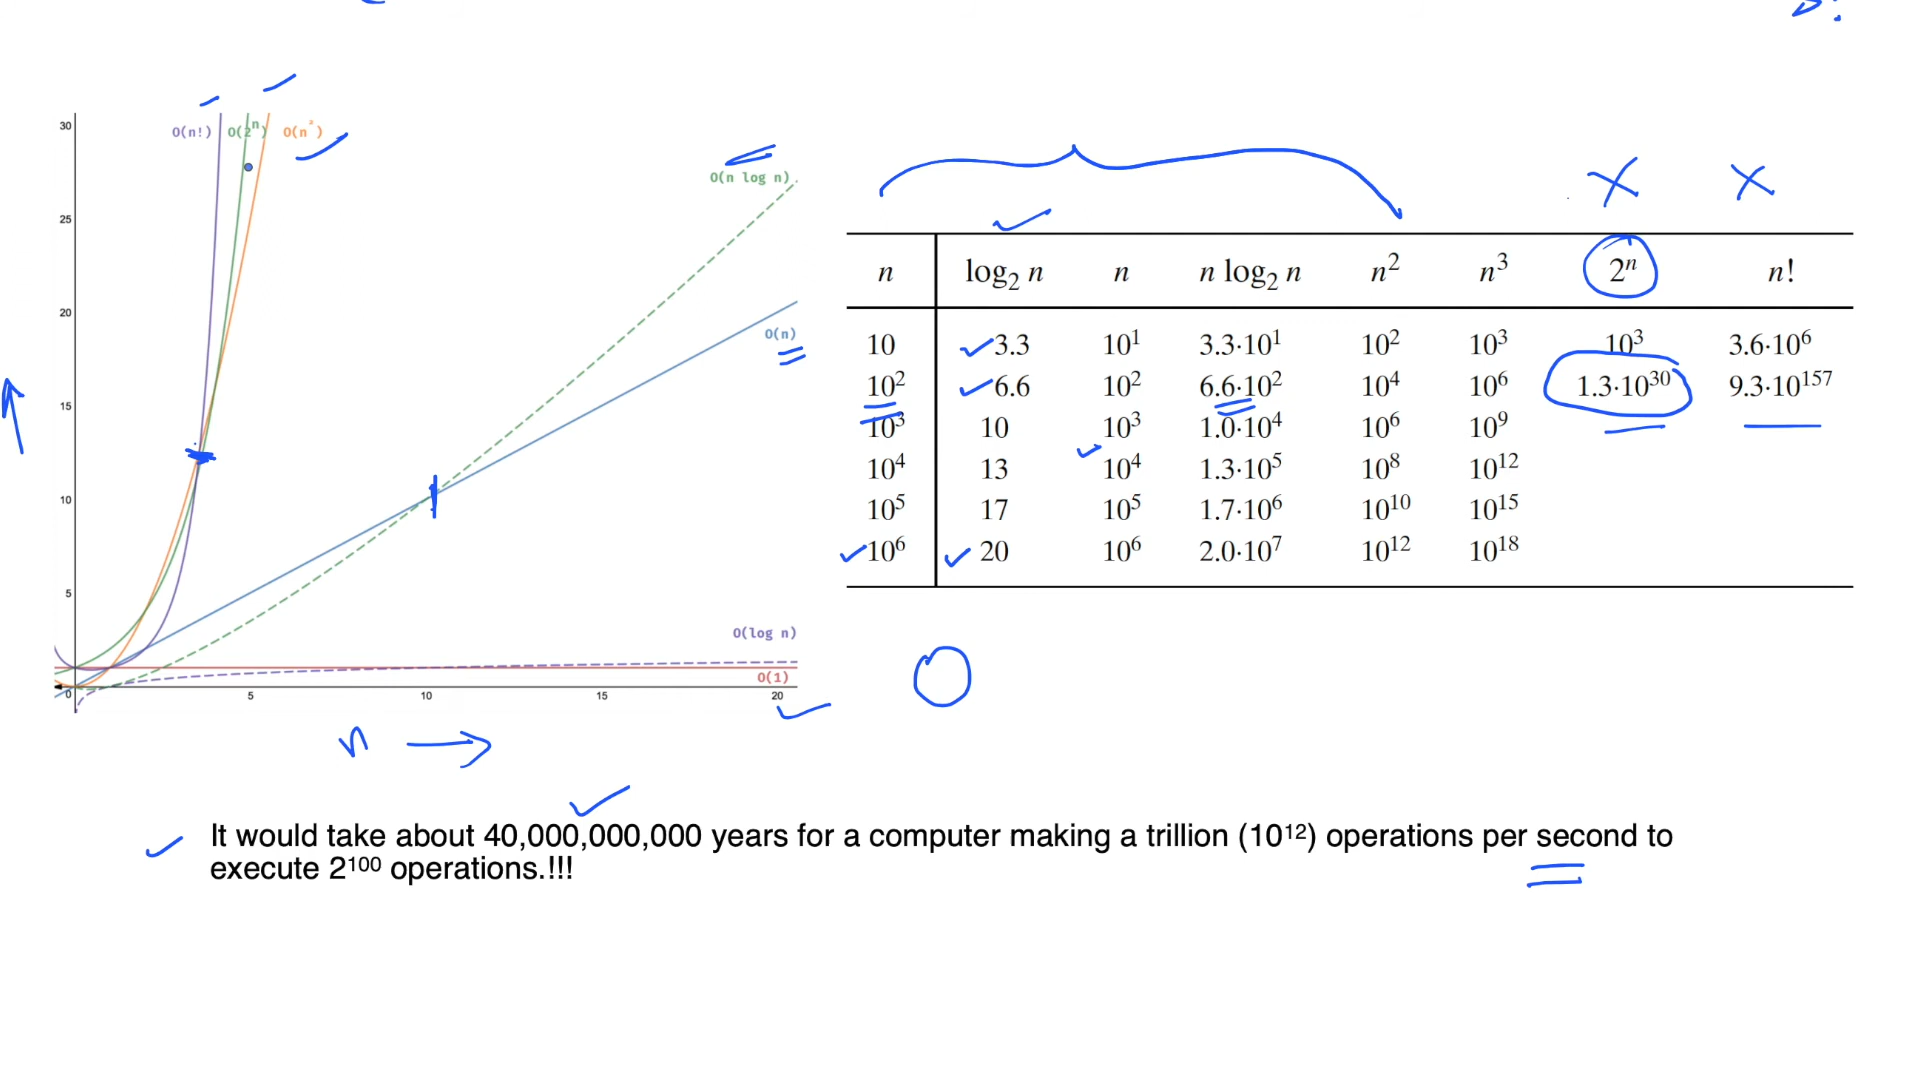 30
O(n!) O(2ⁿ) O(n²)
O(n log n)
25
20
O(n)
15
10
5
O(log n)
O(1)
0 5 10 15 20
n →
n log₂ n n n log₂ n n² n³ 2ⁿ n!
10 3.3 10¹ 3.3·10¹ 10² 10³ 10³ 3.6·10⁶
10² 6.6 10² 6.6·10² 10⁴ 10⁶ 1.3·10³⁰ 9.3·10¹⁵⁷
10³ 10 10³ 1.0·10⁴ 10⁶ 10⁹
10⁴ 13 10⁴ 1.3·10⁵ 10⁸ 10¹²
10⁵ 17 10⁵ 1.7·10⁶ 10¹⁰ 10¹⁵
10⁶ 20 10⁶ 2.0·10⁷ 10¹² 10¹⁸
It would take about 40,000,000,000 years for a computer making a trillion (10¹²) operations per second to
execute 2¹⁰⁰ operations.!!!